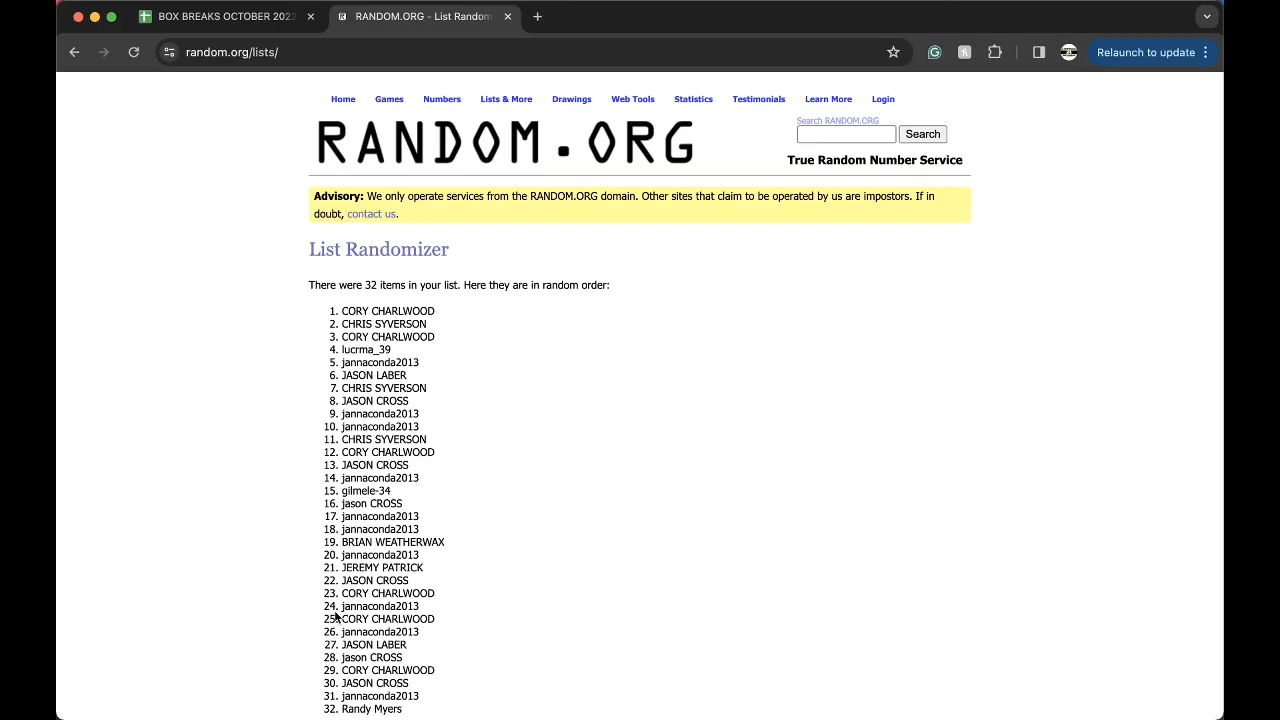 BOX BREAKS OCTOBER 2023
RANDOM.ORG - List Random
random.org/lists/
Relaunch to update
Home Games Numbers Lists & More Drawings Web Tools Statistics Testimonials Learn More Login
Search RANDOM.ORG
RANDOM.ORG
Search
True Random Number Service
Advisory: We only operate services from the RANDOM.ORG domain. Other sites that claim to be operated by us are impostors. If in
doubt, contact us.
List Randomizer
There were 32 items in your list. Here they are in random order:
1. CORY CHARLWOOD
2. CHRIS SYVERSON
3. CORY CHARLWOOD
4. lucrma_39
5. jannaconda2013
6. JASON LABER
7. CHRIS SYVERSON
8. JASON CROSS
9. jannaconda2013
10. jannaconda2013
11. CHRIS SYVERSON
12. CORY CHARLWOOD
13. JASON CROSS
14. jannaconda2013
15. gilmele-34
16. jason CROSS
17. jannaconda2013
18. jannaconda2013
19. BRIAN WEATHERWAX
20. jannaconda2013
21. JEREMY PATRICK
22. JASON CROSS
23. CORY CHARLWOOD
24. jannaconda2013
25. CORY CHARLWOOD
26. jannaconda2013
27. JASON LABER
28. jason CROSS
29. CORY CHARLWOOD
30. JASON CROSS
31. jannaconda2013
32. Randy Myers